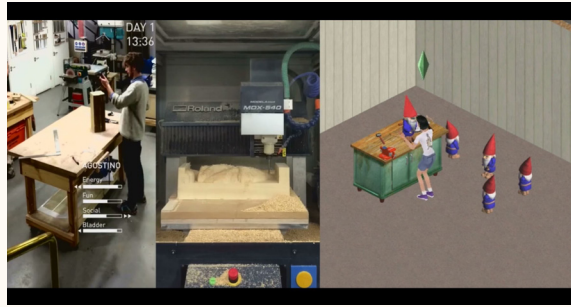 DAY 1
13:36
AGOSTINO
Energy
Fun
Social
Bladder
Roland
MDX-540